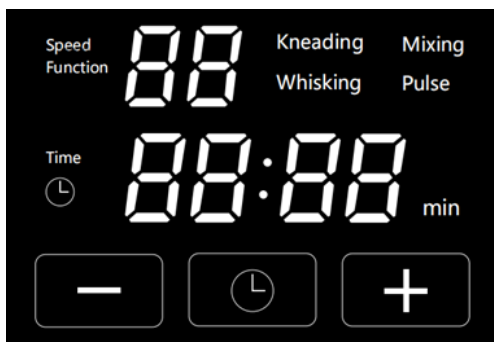 Speed
Function
88
Kneading
Mixing
Whisking
Pulse
Time
88:88
min